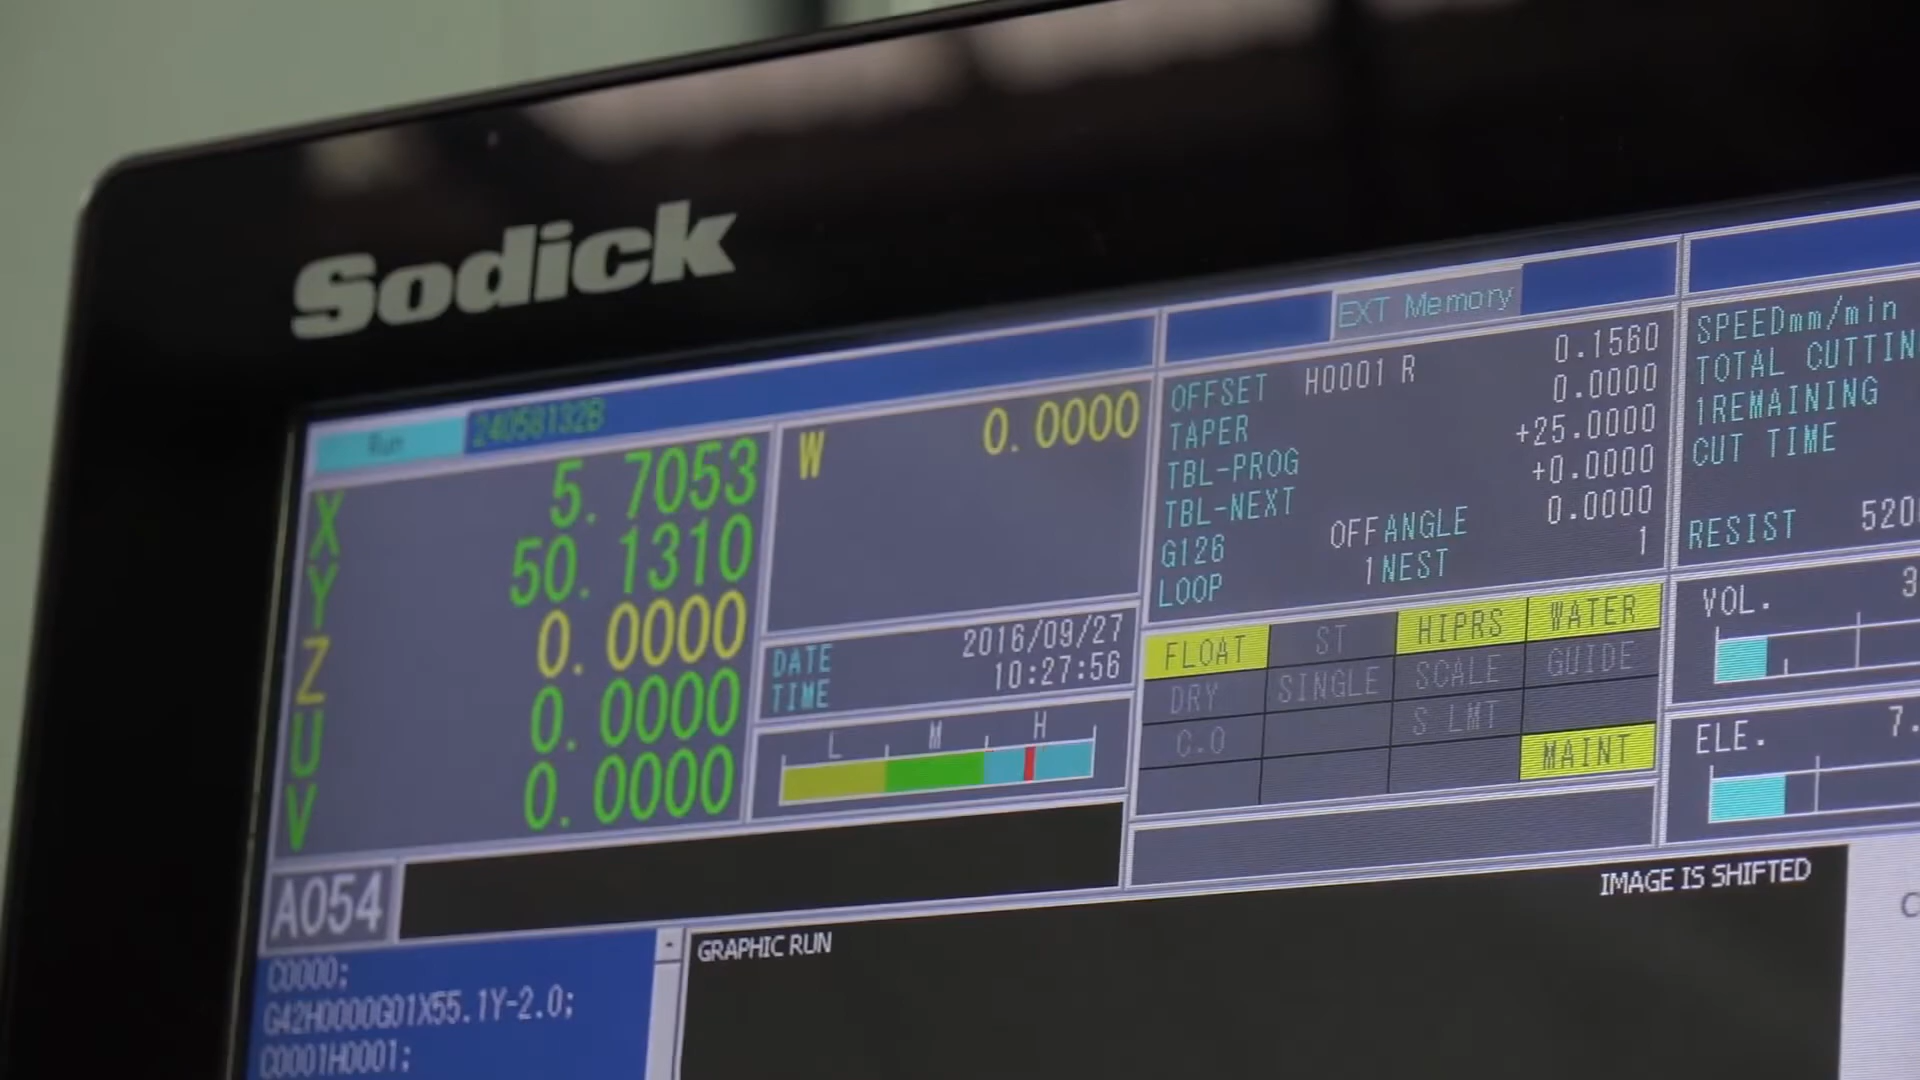 Sodick
EXT Memory
Run 24058132B
X 5.7053
Y 50.1310
Z 0.0000
U 0.0000
V 0.0000
W 0.0000
DATE 2016/09/27
TIME 10:27:56
L M H
OFFSET H0001 R 0.1560
TAPER 0.0000
TBL-PROG +25.0000
TBL-NEXT +0.0000
G126 OFF ANGLE 0.0000
LOOP 1 NEST 1
FLOAT ST HIPRS WATER
DRY SINGLE SCALE GUIDE
C.O S LMT
MAINT
SPEEDmm/min
TOTAL CUTTIN
1REMAINING
CUT TIME
RESIST 520
VOL. 3
ELE. 7.
A054
C0000;
G42H0000G01X55.1Y-2.0;
C0001H0001;
GRAPHIC RUN
IMAGE IS SHIFTED